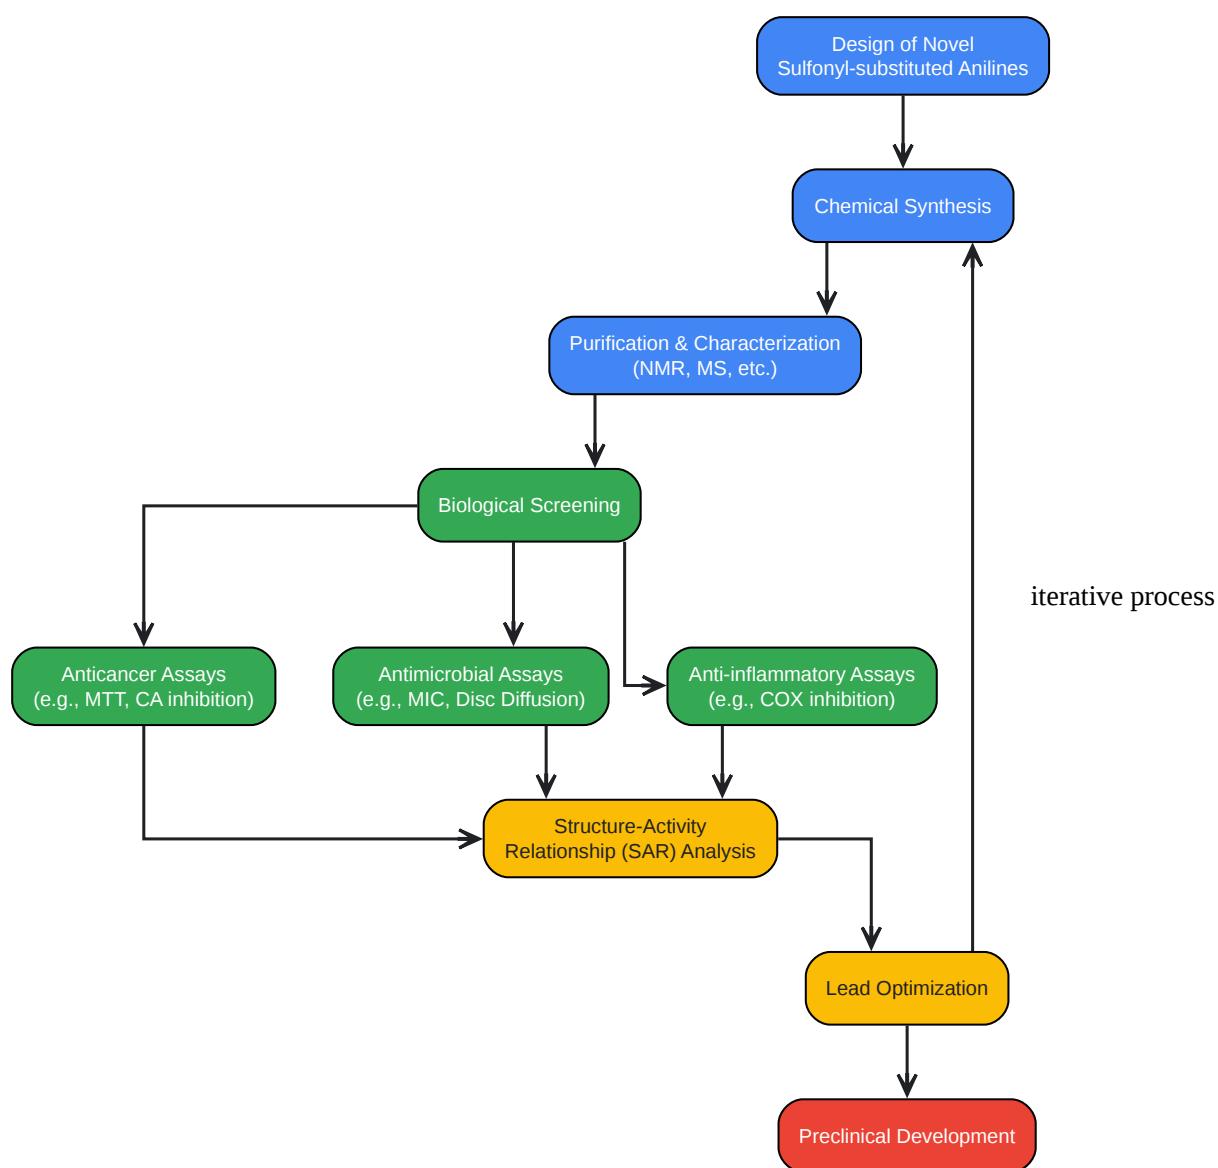 Design of Novel
Sulfonyl-substituted Anilines
Chemical Synthesis
Purification & Characterization
(NMR, MS, etc.)
Biological Screening
iterative process
Anticancer Assays
(e.g., MTT, CA inhibition)
Antimicrobial Assays
(e.g., MIC, Disc Diffusion)
Anti-inflammatory Assays
(e.g., COX inhibition)
Structure-Activity
Relationship (SAR) Analysis
Lead Optimization
Preclinical Development